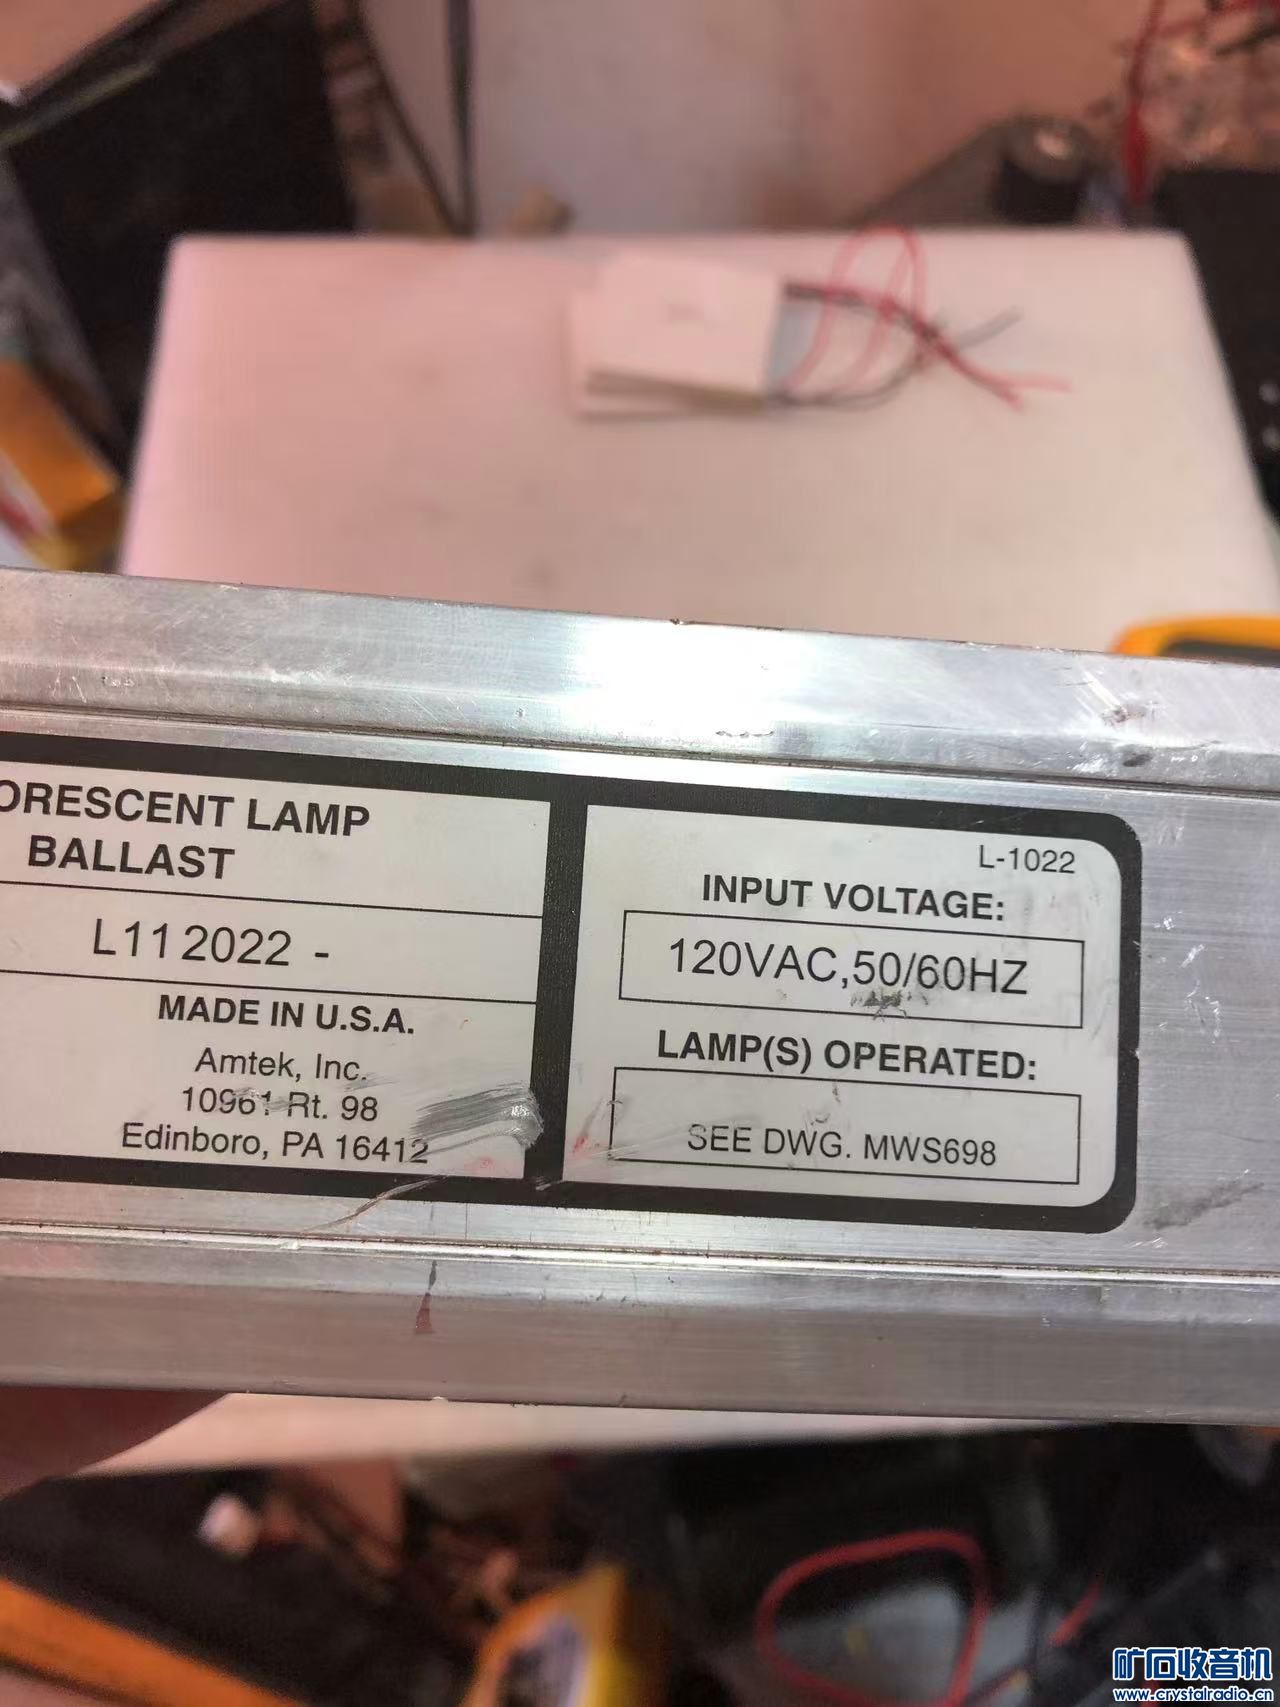 ORESCENT LAMP
BALLAST
L112022 -
MADE IN U.S.A.
Amtek, Inc.
10961 Rt. 98
Edinboro, PA 16412
L-1022
INPUT VOLTAGE:
120VAC,50/60HZ
LAMP(S) OPERATED:
SEE DWG. MWS698
矿石收音机
www.crystalradio.cn